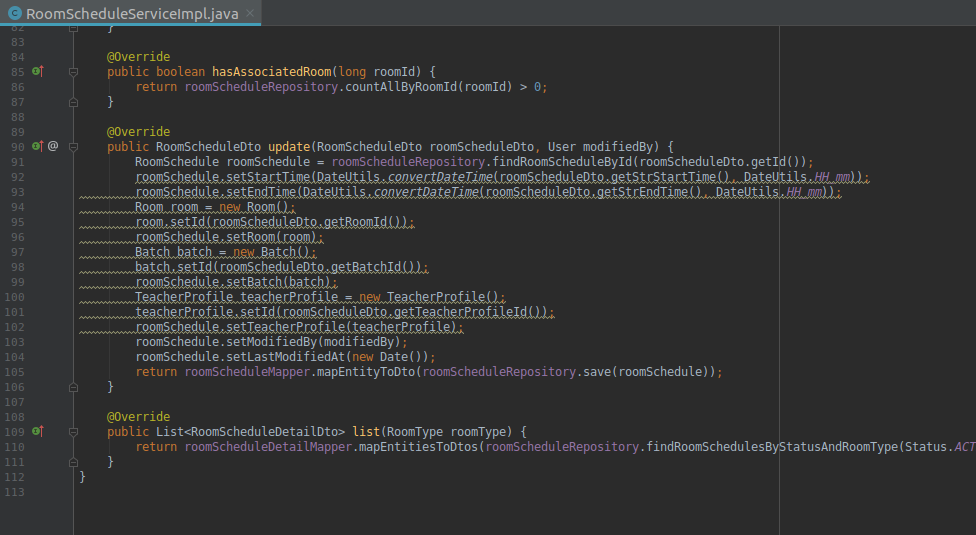 RoomScheduleServiceImpl.java
82 }
83
84 @Override
85 public boolean hasAssociatedRoom(long roomId) {
86 return roomScheduleRepository.countAllByRoomId(roomId) > 0;
87 }
88
89 @Override
90 @ public RoomScheduleDto update(RoomScheduleDto roomScheduleDto, User modifiedBy) {
91 RoomSchedule roomSchedule = roomScheduleRepository.findRoomScheduleById(roomScheduleDto.getId());
92 roomSchedule.setStartTime(DateUtils.convertDateTime(roomScheduleDto.getStrStartTime(), DateUtils.HH_mm));
93 roomSchedule.setEndTime(DateUtils.convertDateTime(roomScheduleDto.getStrEndTime(), DateUtils.HH_mm));
94 Room room = new Room();
95 room.setId(roomScheduleDto.getRoomId());
96 roomSchedule.setRoom(room);
97 Batch batch = new Batch();
98 batch.setId(roomScheduleDto.getBatchId());
99 roomSchedule.setBatch(batch);
100 TeacherProfile teacherProfile = new TeacherProfile();
101 teacherProfile.setId(roomScheduleDto.getTeacherProfileId());
102 roomSchedule.setTeacherProfile(teacherProfile);
103 roomSchedule.setModifiedBy(modifiedBy);
104 roomSchedule.setLastModifiedAt(new Date());
105 return roomScheduleMapper.mapEntityToDto(roomScheduleRepository.save(roomSchedule));
106 }
107
108 @Override
109 public List<RoomScheduleDetailDto> list(RoomType roomType) {
110 return roomScheduleDetailMapper.mapEntitiesToDtos(roomScheduleRepository.findRoomSchedulesByStatusAndRoomType(Status.ACT
111 }
112 }
113